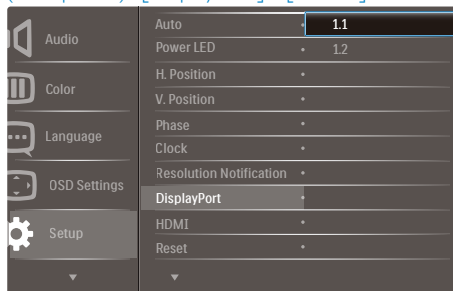 Audio
Color
Language
OSD Settings
Setup
Auto
Power LED
H. Position
V. Position
Phase
Clock
Resolution Notification
DisplayPort
HDMI
Reset
1.1
1.2